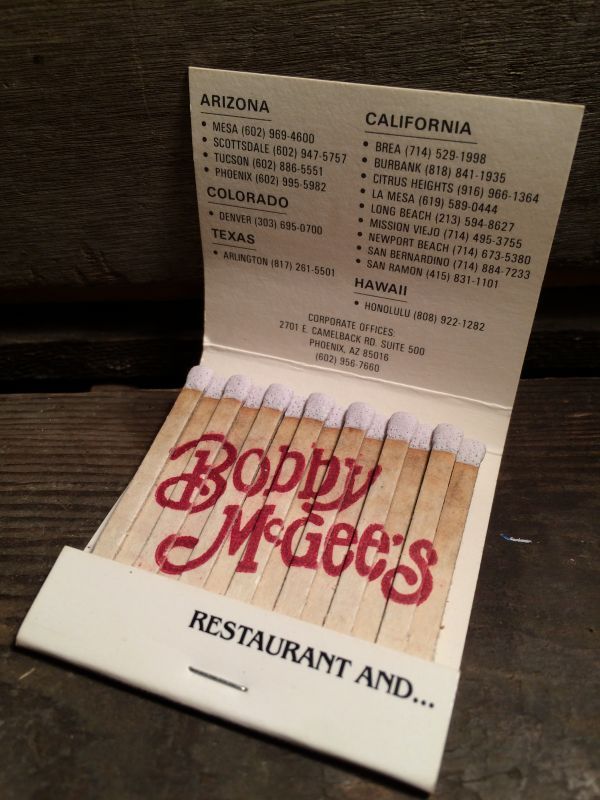 ARIZONA
• MESA (602) 969-4600
• SCOTTSDALE (602) 947-5757
• TUCSON (602) 886-5551
• PHOENIX (602) 995-5982
COLORADO
• DENVER (303) 695-0700
TEXAS
• ARLINGTON (817) 261-5501
CALIFORNIA
• BREA (714) 529-1998
• BURBANK (818) 841-1935
• CITRUS HEIGHTS (916) 966-1364
• LA MESA (619) 589-0444
• LONG BEACH (213) 594-8627
• MISSION VIEJO (714) 495-3755
• NEWPORT BEACH (714) 673-5380
• SAN BERNARDINO (714) 884-7233
• SAN RAMON (415) 831-1101
HAWAII
• HONOLULU (808) 922-1282
CORPORATE OFFICES:
2701 E. CAMELBACK RD. SUITE 500
PHOENIX, AZ 85016
(602) 956-7660
Bobby
McGee's
RESTAURANT AND...